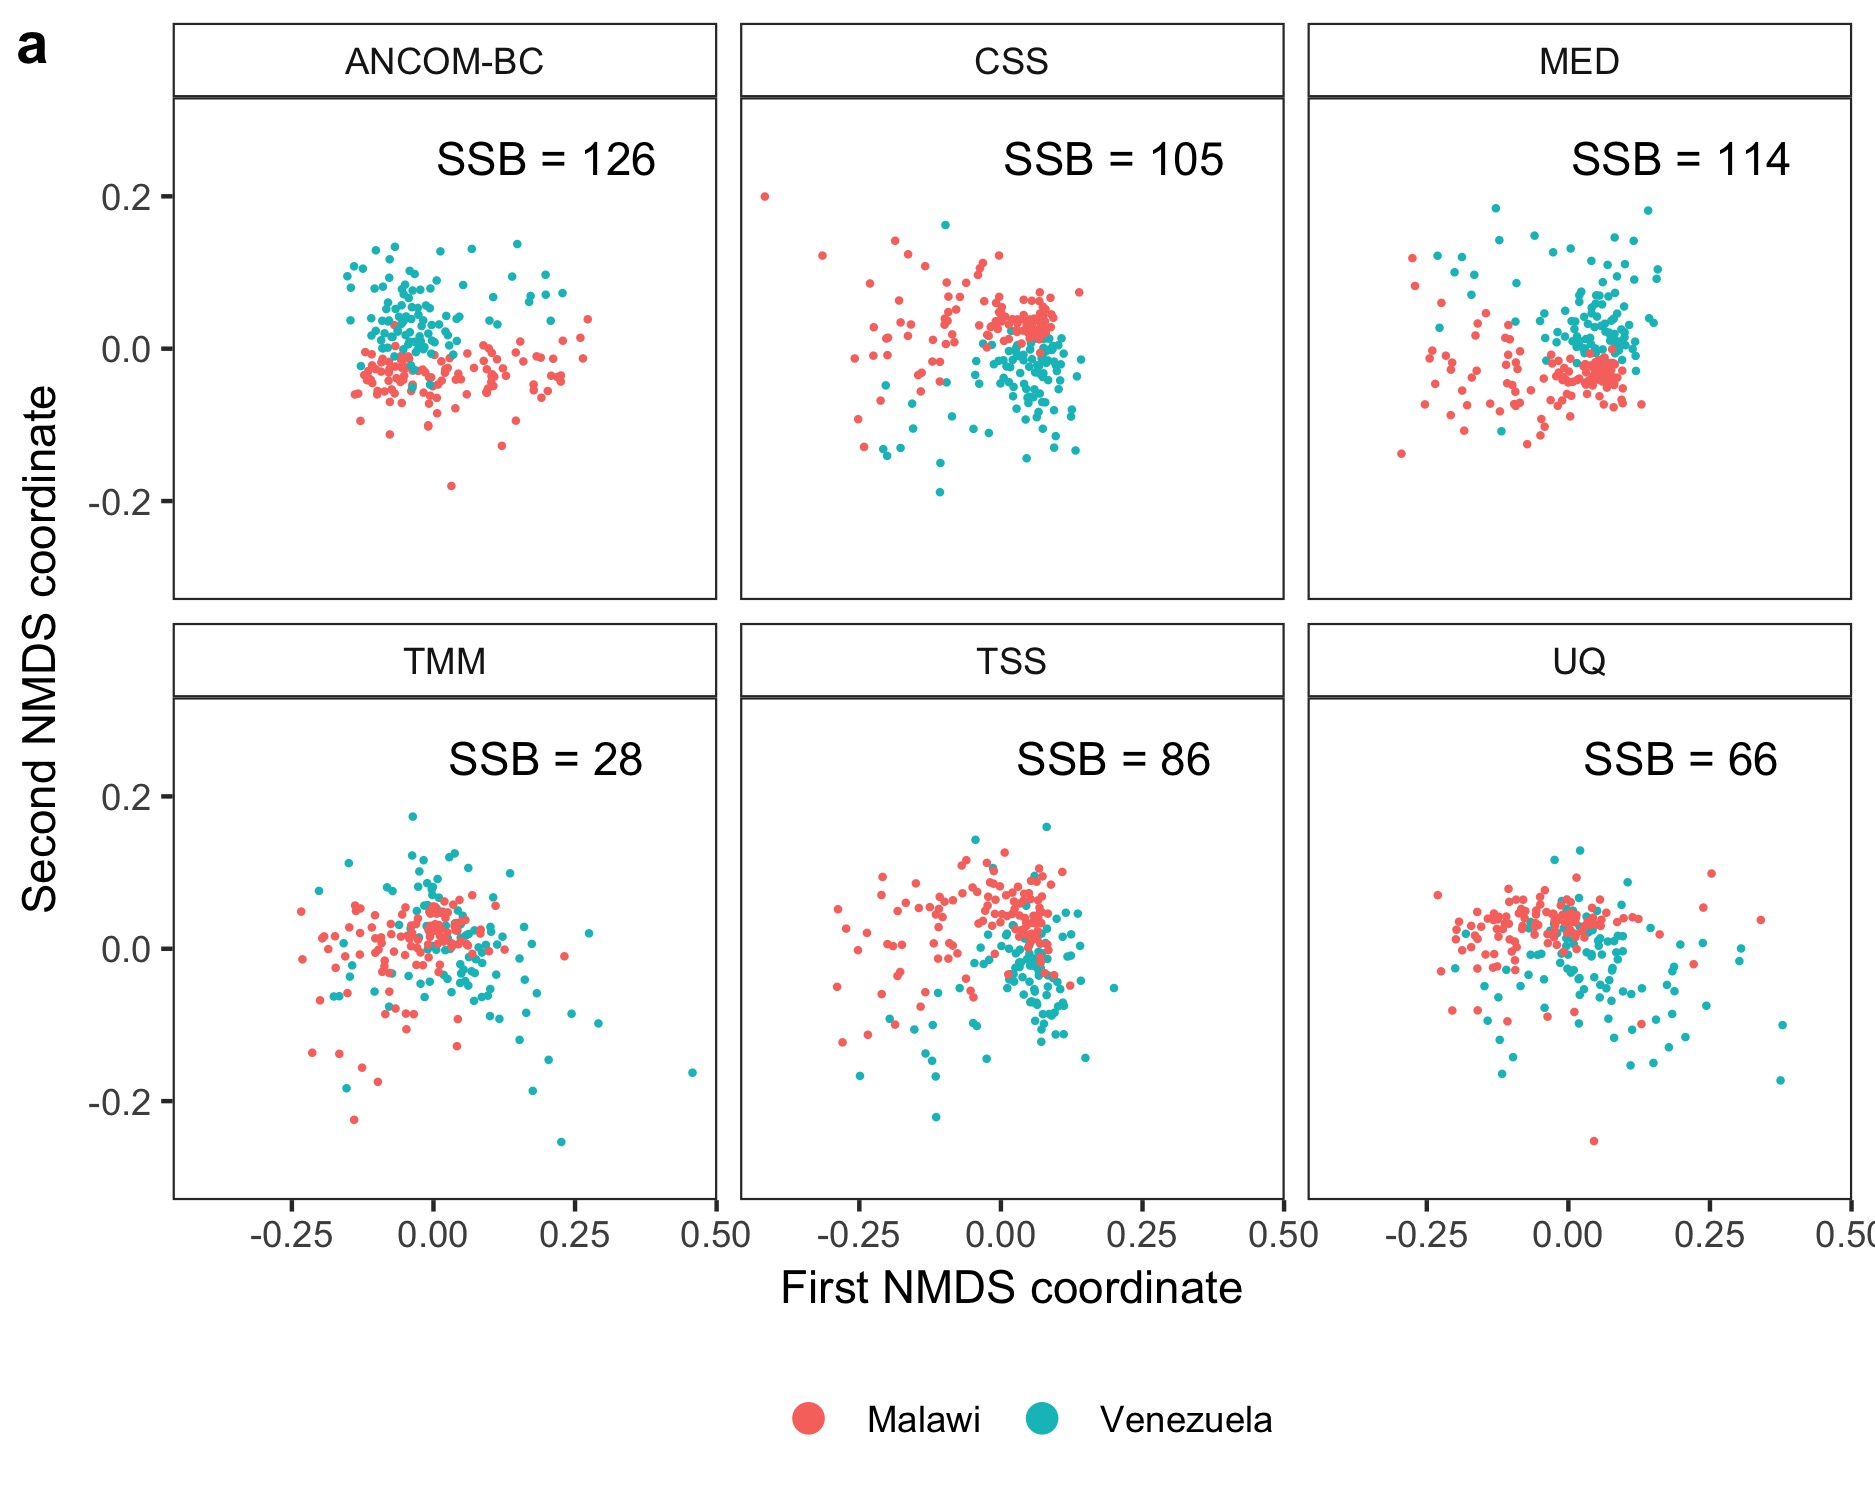 a
ANCOM-BC
CSS
MED
SSB = 126
SSB = 105
SSB = 114
0.2
0.0
-0.2
TMM
TSS
UQ
SSB = 28
SSB = 86
SSB = 66
0.2
0.0
-0.2
Second NMDS coordinate
-0.25 0.00 0.25 0.50
-0.25 0.00 0.25 0.50
-0.25 0.00 0.25 0.50
First NMDS coordinate
Malawi Venezuela